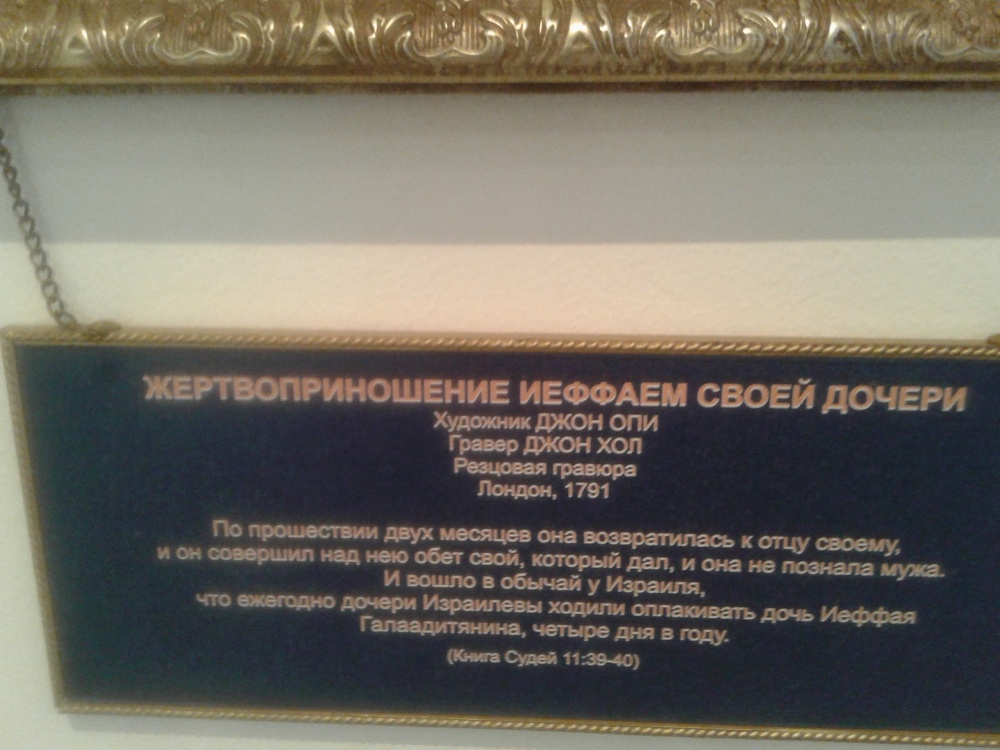 ЖЕРТВОПРИНОШЕНИЕ ИЕФФАЕМ СВОЕЙ ДОЧЕРИ
Художник ДЖОН ОПИ
Гравер ДЖОН ХОЛ
Резцовая гравюра
Лондон, 1791
По прошествии двух месяцев она возвратилась к отцу своему,
и он совершил над нею обет свой, который дал, и она не познала мужа.
И вошло в обычай у Израиля,
что ежегодно дочери Израилевы ходили оплакивать дочь Иеффая
Галаадитянина, четыре дня в году.
(Книга Судей 11:39-40)